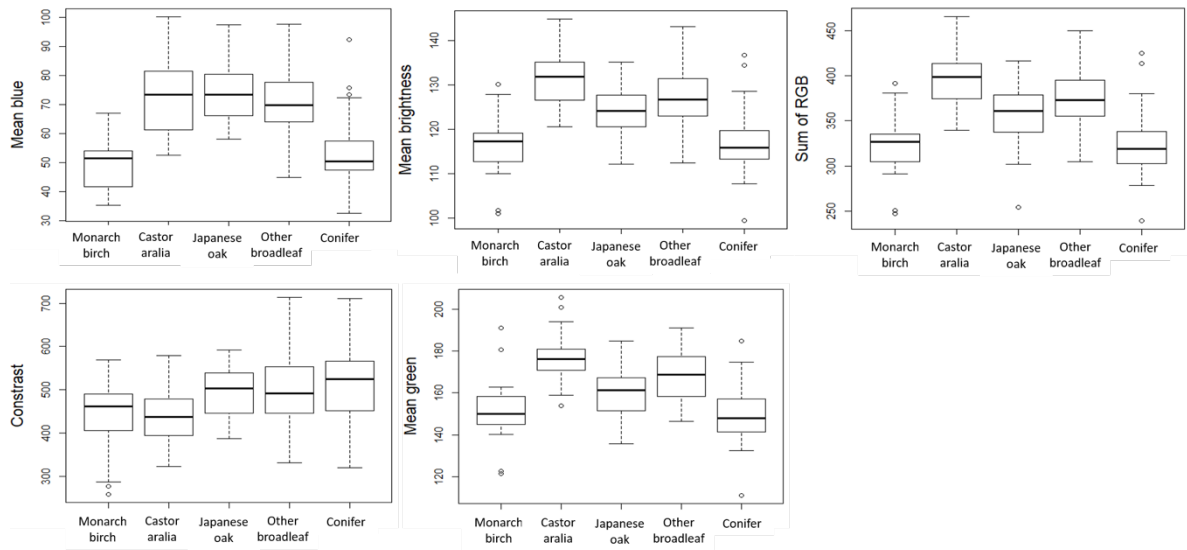 Mean blue
100
90
80
70
60
50
40
30
Monarch birch
Castor aralia
Japanese oak
Other broadleaf
Conifer
Mean brightness
140
130
120
110
100
Monarch birch
Castor aralia
Japanese oak
Other broadleaf
Conifer
Sum of RGB
450
400
350
300
250
Monarch birch
Castor aralia
Japanese oak
Other broadleaf
Conifer
Constrast
700
600
500
400
300
Monarch birch
Castor aralia
Japanese oak
Other broadleaf
Conifer
Mean green
200
180
160
140
120
Monarch birch
Castor aralia
Japanese oak
Other broadleaf
Conifer